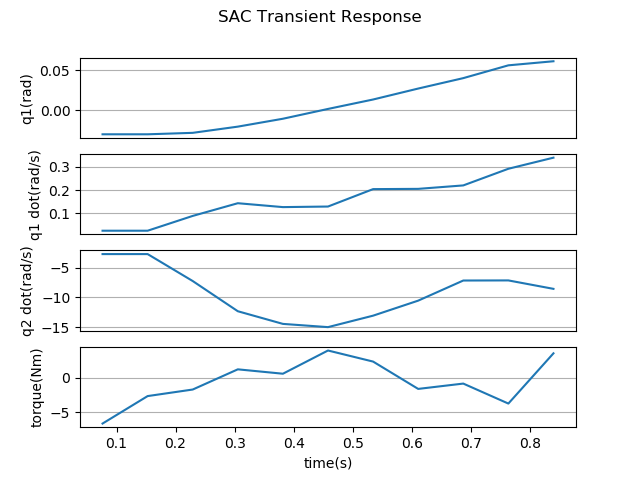 SAC Transient Response
q1(rad)
0.05
0.00
q1 dot(rad/s)
0.3
0.2
0.1
q2 dot(rad/s)
−5
−10
−15
torque(Nm)
0
−5
0.1 0.2 0.3 0.4 0.5 0.6 0.7 0.8
time(s)